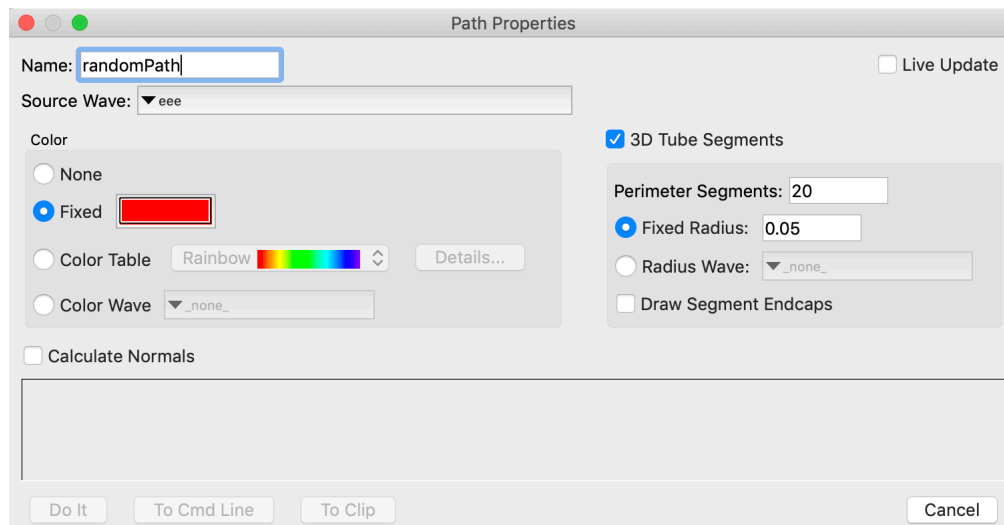 Path Properties
Name: randomPath
Live Update
Source Wave: eee
Color
3D Tube Segments
None
Perimeter Segments: 20
Fixed
Fixed Radius: 0.05
Color Table Rainbow Details...
Radius Wave: _none_
Color Wave _none_
Draw Segment Endcaps
Calculate Normals
Do It To Cmd Line To Clip Cancel